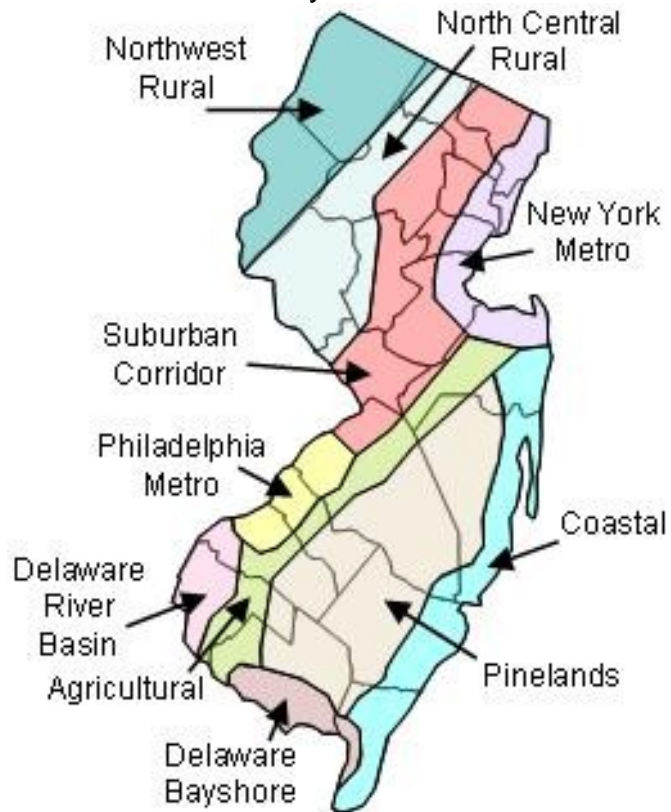 North Central
Rural
Northwest
Rural
New York
Metro
Suburban
Corridor
Philadelphia
Metro
Coastal
Delaware
River
Basin
Agricultural
Pinelands
Delaware
Bayshore